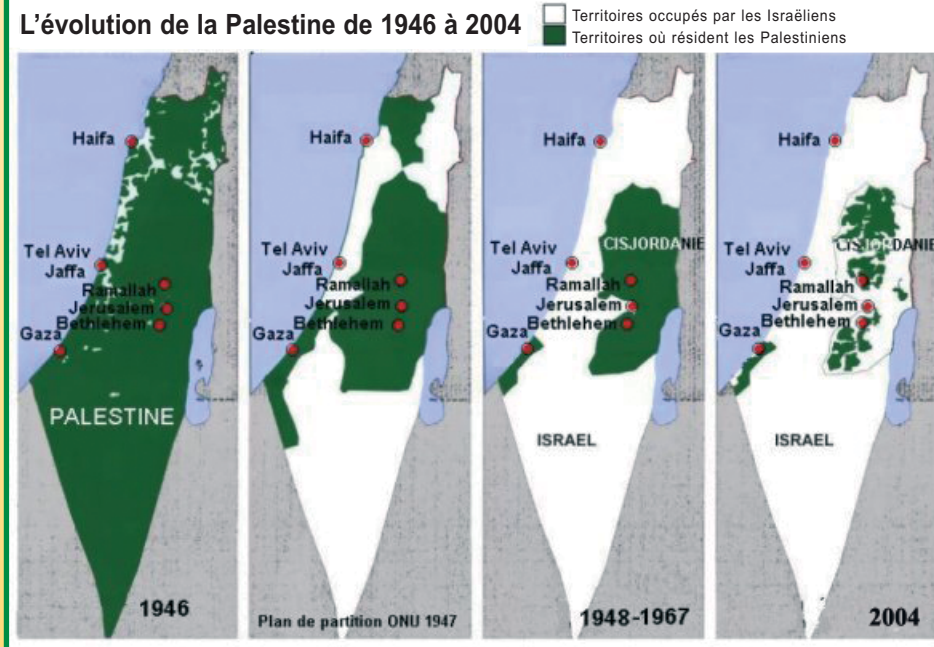 L'évolution de la Palestine de 1946 à 2004
Territoires occupés par les Israëliens
Territoires où résident les Palestiniens
Haifa
Tel Aviv
Jaffa
Ramallah
Jerusalem
Bethlehem
Gaza
PALESTINE
1946
Haifa
Tel Aviv
Jaffa
Ramallah
Jerusalem
Bethlehem
Gaza
Plan de partition ONU 1947
Haifa
CISJORDANIE
Tel Aviv
Jaffa
Ramallah
Jerusalem
Bethlehem
Gaza
ISRAEL
1948-1967
Haifa
CISJORDANIE
Tel Aviv
Jaffa
Ramallah
Jerusalem
Bethlehem
Gaza
ISRAEL
2004